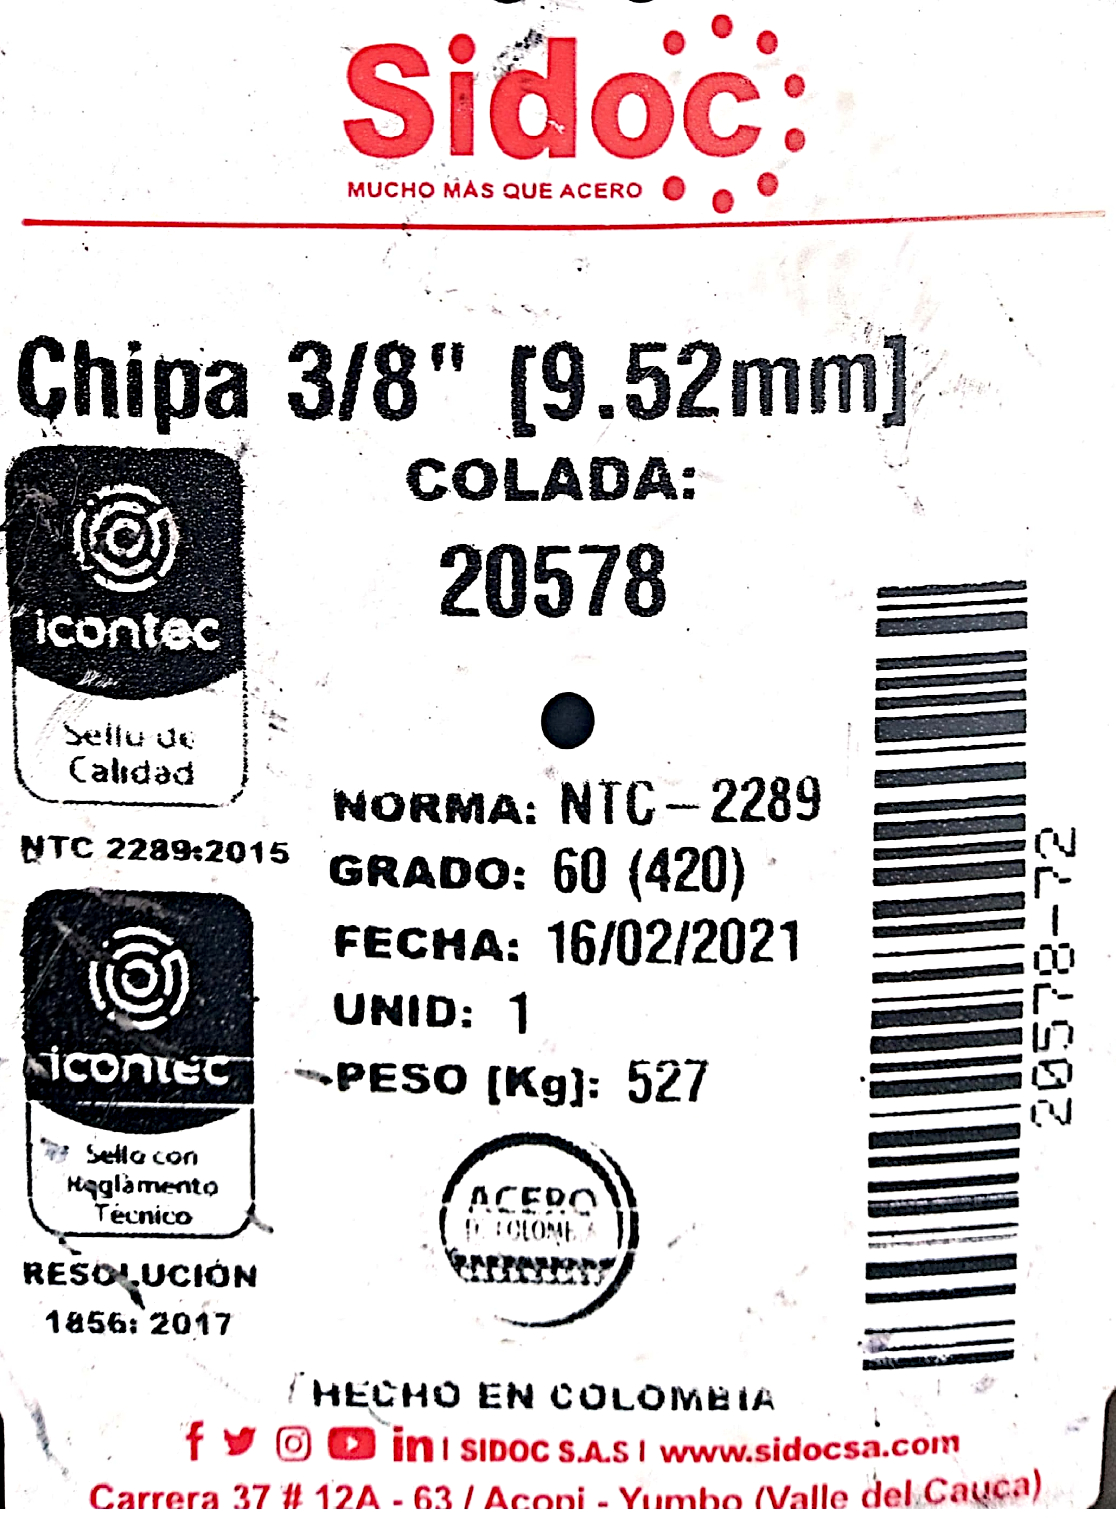 Sidoc
MUCHO MÁS QUE ACERO
Chipa 3/8" [9.52mm]
COLADA:
20578
icontec
Sello de
Calidad
NTC 2289:2015
NORMA: NTC-2289
GRADO: 60 (420)
FECHA: 16/02/2021
UNID: 1
PESO [Kg]: 527
20578-72
icontec
Sello con
Reglamento
Técnico
RESOLUCIÓN
1856: 2017
ACERO
DE COLOMBIA
HECHO EN COLOMBIA
f in | SIDOC S.A.S | www.sidocsa.com
Carrera 37 # 12A - 63 / Acopi - Yumbo (Valle del Cauca)